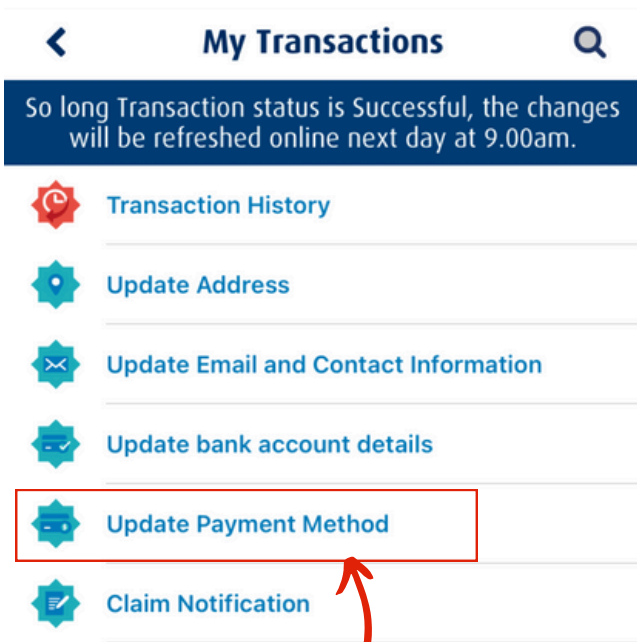 My Transactions
So long Transaction status is Successful, the changes
will be refreshed online next day at 9.00am.
Transaction History
Update Address
Update Email and Contact Information
Update bank account details
Update Payment Method
Claim Notification